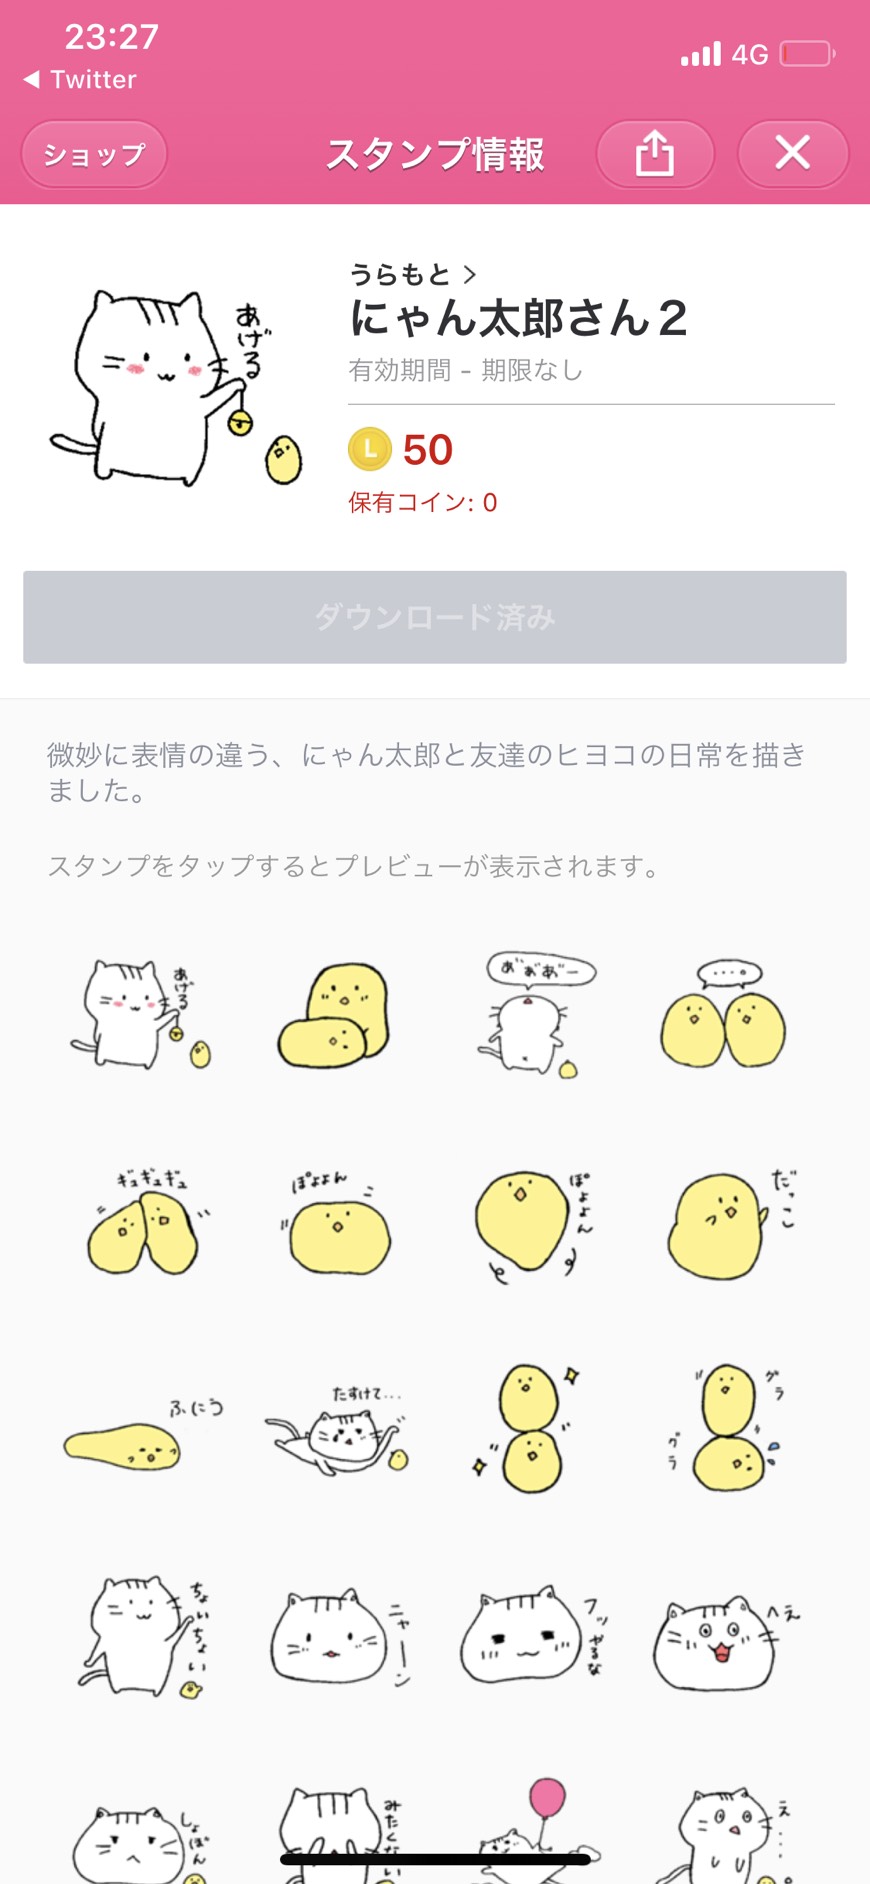 23:27
4G
◀ Twitter
ショップ
スタンプ情報
うらもと >
にゃん太郎さん２
有効期間 - 期限なし
L 50
保有コイン: 0
あげる
ダウンロード済み
微妙に表情の違う、にゃん太郎と友達のヒヨコの日常を描き
ました。
スタンプをタップするとプレビューが表示されます。
あげる
あ゛あ゛あ゛ー
・・・。
ギュギュギュ
ぽよよん
ぽよよん
だっこ
ふにう
たすけて...
グラ
グラ
ちょいちょい
ニャーン
フッやるな
へえ
しょぼん
みたくない
え...